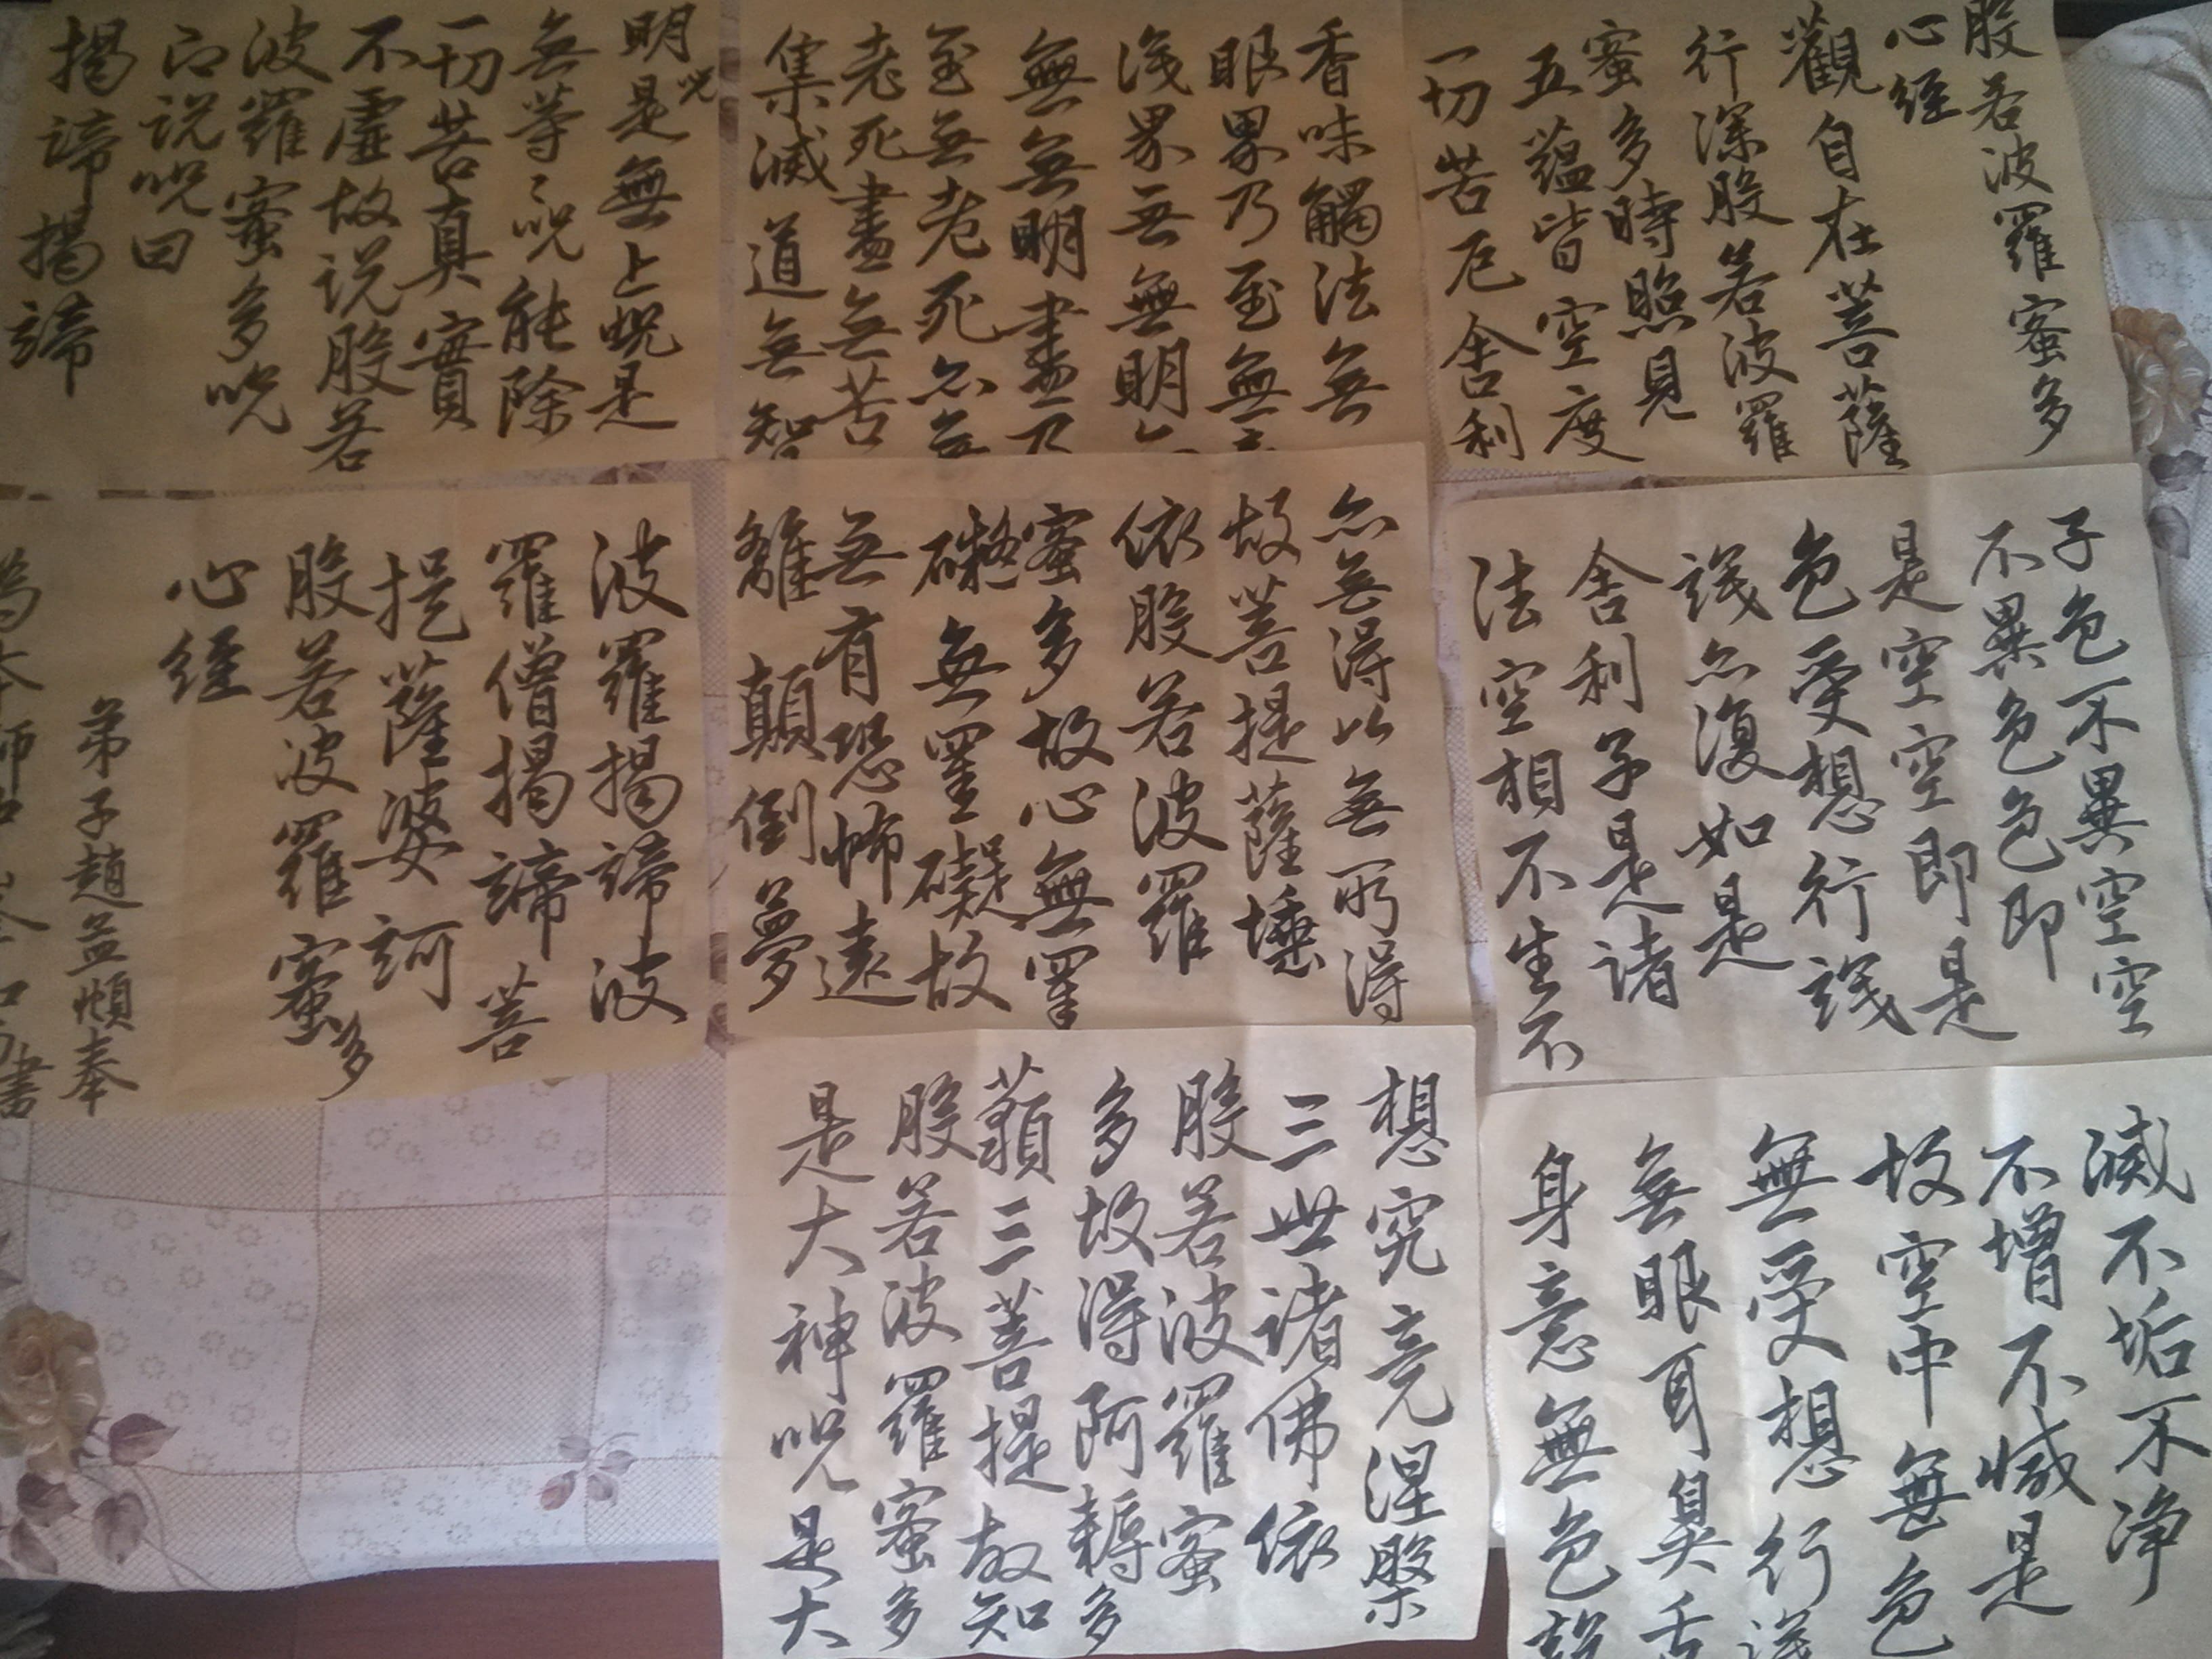 般若波羅蜜多
心經
觀自在菩薩
行深般若波羅
蜜多時照見
五蘊皆空度
一切苦厄舍利
子色不異空空
不異色色即
是空空即是
色受想行識
識亦復如是
舍利子是諸
法空相不生不
滅不垢不净
不增不減是
故空中無色
無受想行識
無眼耳鼻舌
身意無色聲
香味觸法無
眼界乃至無意
識界无無明亦
無無明盡乃
至無老死亦無
老死盡無苦
集滅道無智
亦無得以無所得
故菩提薩埵
依般若波羅
蜜多故心無罣
礙無罣礙故
無有恐怖遠
離顛倒夢
想究竟涅槃
三世諸佛依
般若波羅蜜
多故得阿耨多
藐三菩提故知
般若波羅蜜多
是大神咒是大
明咒是無上咒是
無等々咒能除
一切苦真實
不虛故说般若
波羅蜜多咒
即说咒曰
揭諦揭諦
波羅揭諦波
羅僧揭諦菩
提薩婆訶
般若波羅蜜多
心經
弟子趙孟頫奉
為本師書